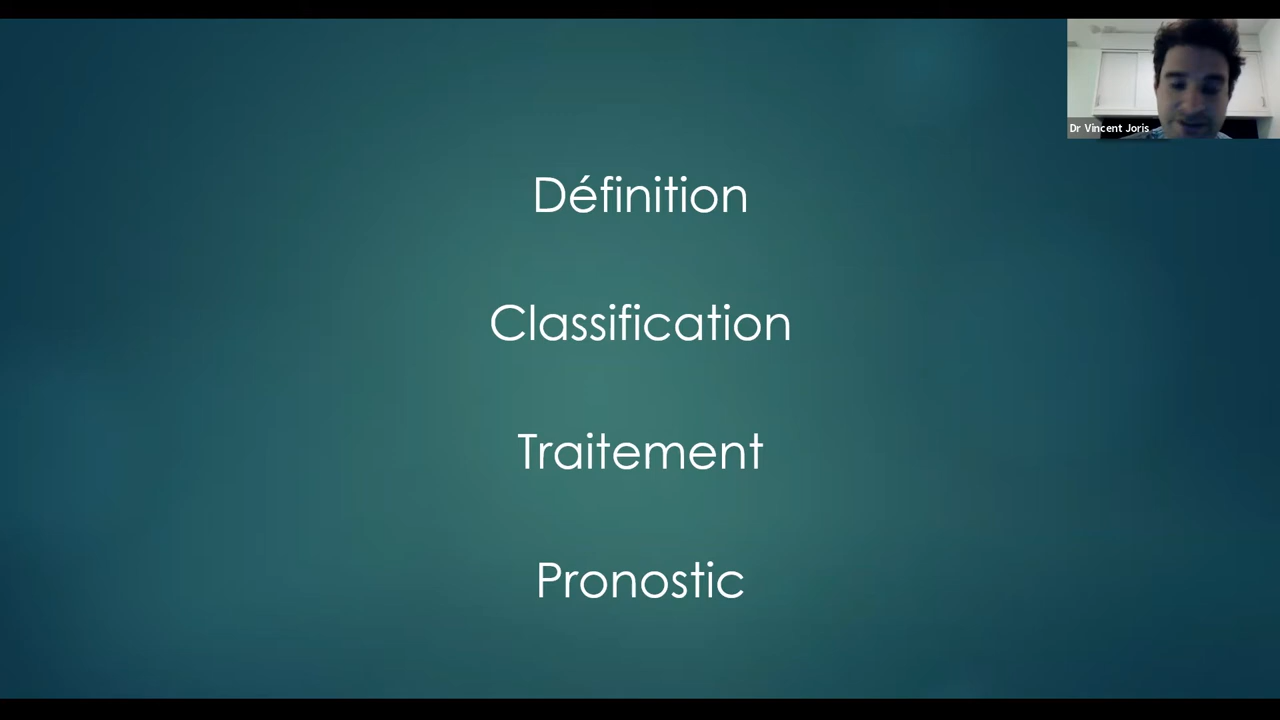 Dr Vincent Joris
Définition
Classification
Traitement
Pronostic